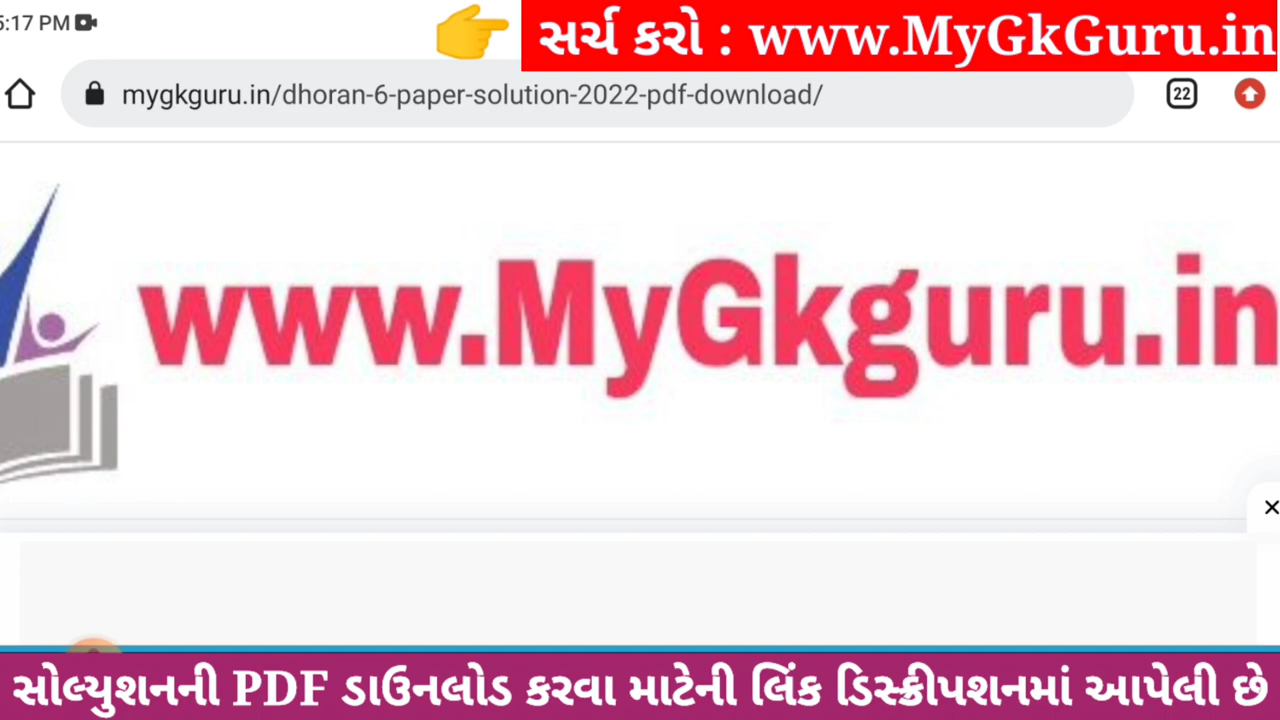 5:17 PM
સર્ચ કરો : www.MyGkGuru.in
mygkguru.in/dhoran-6-paper-solution-2022-pdf-download/
22
www.MyGkguru.in
સોલ્યુશનની PDF ડાઉનલોડ કરવા માટેની લિંક ડિસ્ક્રીપશનમાં આપેલી છે